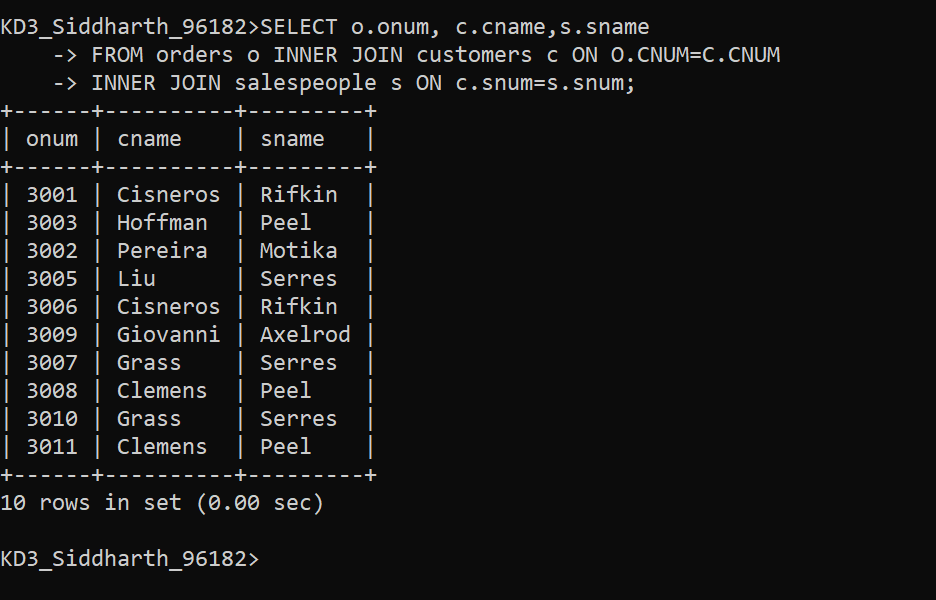 KD3_Siddharth_96182>SELECT o.onum, c.cname,s.sname
    -> FROM orders o INNER JOIN customers c ON O.CNUM=C.CNUM
    -> INNER JOIN salespeople s ON c.snum=s.snum;
+------+----------+---------+
| onum | cname    | sname   |
+------+----------+---------+
| 3001 | Cisneros | Rifkin  |
| 3003 | Hoffman  | Peel    |
| 3002 | Pereira  | Motika  |
| 3005 | Liu      | Serres  |
| 3006 | Cisneros | Rifkin  |
| 3009 | Giovanni | Axelrod |
| 3007 | Grass    | Serres  |
| 3008 | Clemens  | Peel    |
| 3010 | Grass    | Serres  |
| 3011 | Clemens  | Peel    |
+------+----------+---------+
10 rows in set (0.00 sec)

KD3_Siddharth_96182>